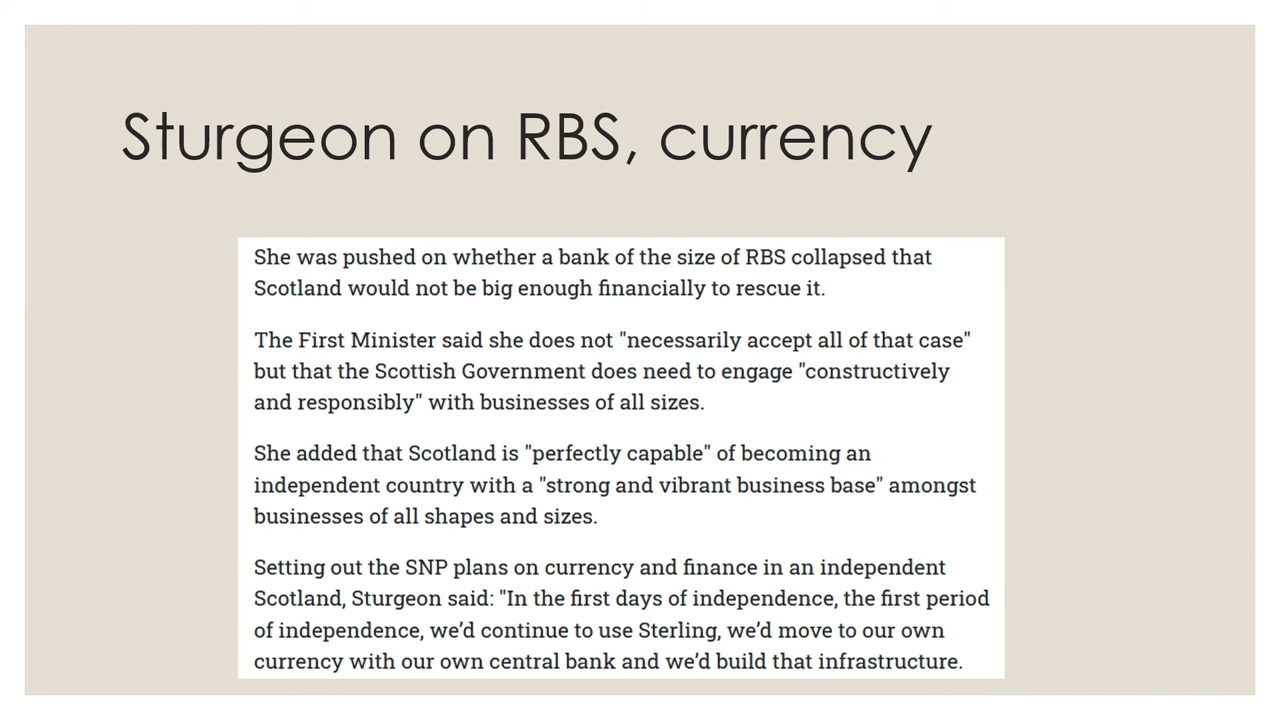 Sturgeon on RBS, currency
She was pushed on whether a bank of the size of RBS collapsed that
Scotland would not be big enough financially to rescue it.
The First Minister said she does not "necessarily accept all of that case"
but that the Scottish Government does need to engage "constructively
and responsibly" with businesses of all sizes.
She added that Scotland is "perfectly capable" of becoming an
independent country with a "strong and vibrant business base" amongst
businesses of all shapes and sizes.
Setting out the SNP plans on currency and finance in an independent
Scotland, Sturgeon said: "In the first days of independence, the first period
of independence, we’d continue to use Sterling, we’d move to our own
currency with our own central bank and we’d build that infrastructure.